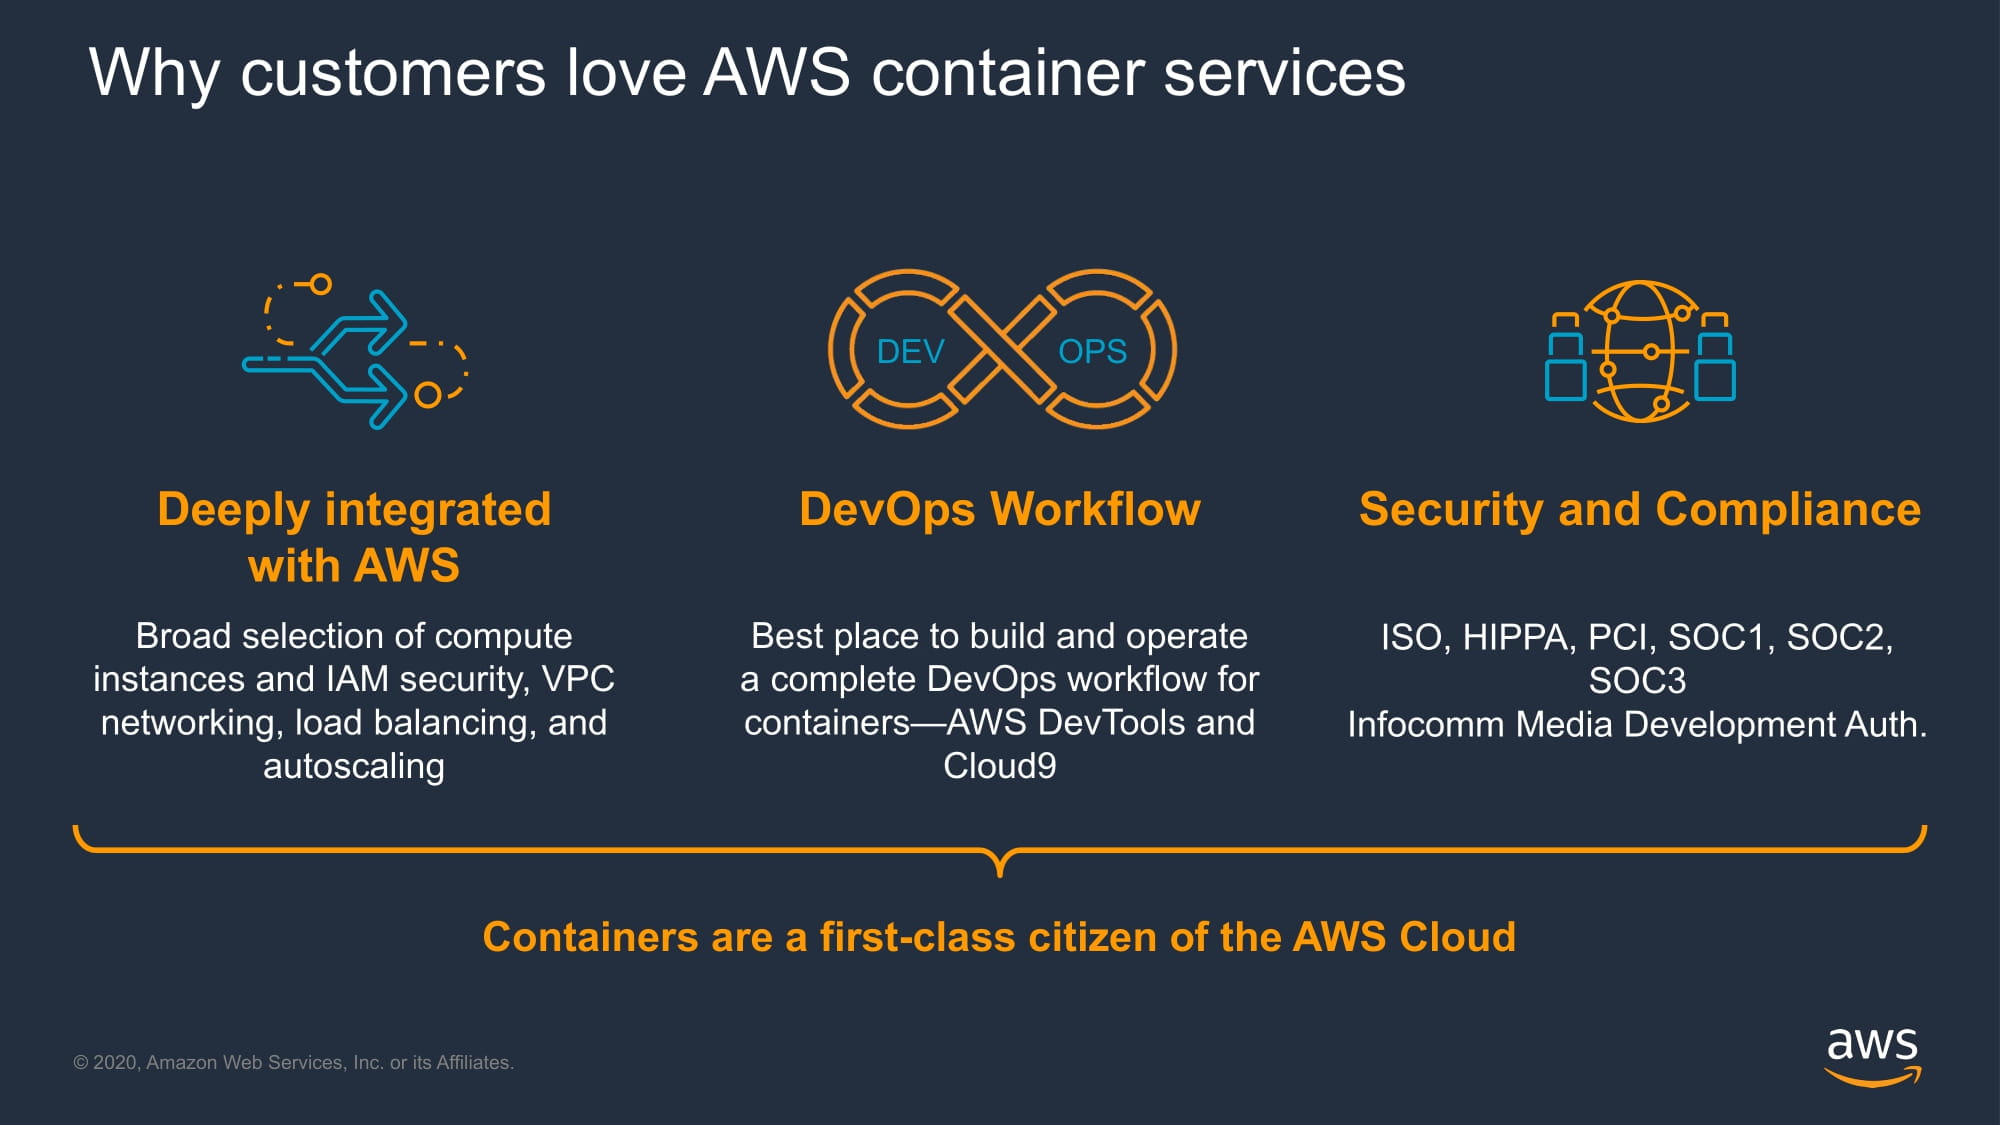 Why customers love AWS container services
DEV
OPS
Deeply integrated
with AWS
Broad selection of compute
instances and IAM security, VPC
networking, load balancing, and
autoscaling
DevOps Workflow
Best place to build and operate
a complete DevOps workflow for
containers—AWS DevTools and
Cloud9
Security and Compliance
ISO, HIPPA, PCI, SOC1, SOC2,
SOC3
Infocomm Media Development Auth.
Containers are a first-class citizen of the AWS Cloud
© 2020, Amazon Web Services, Inc. or its Affiliates.
aws